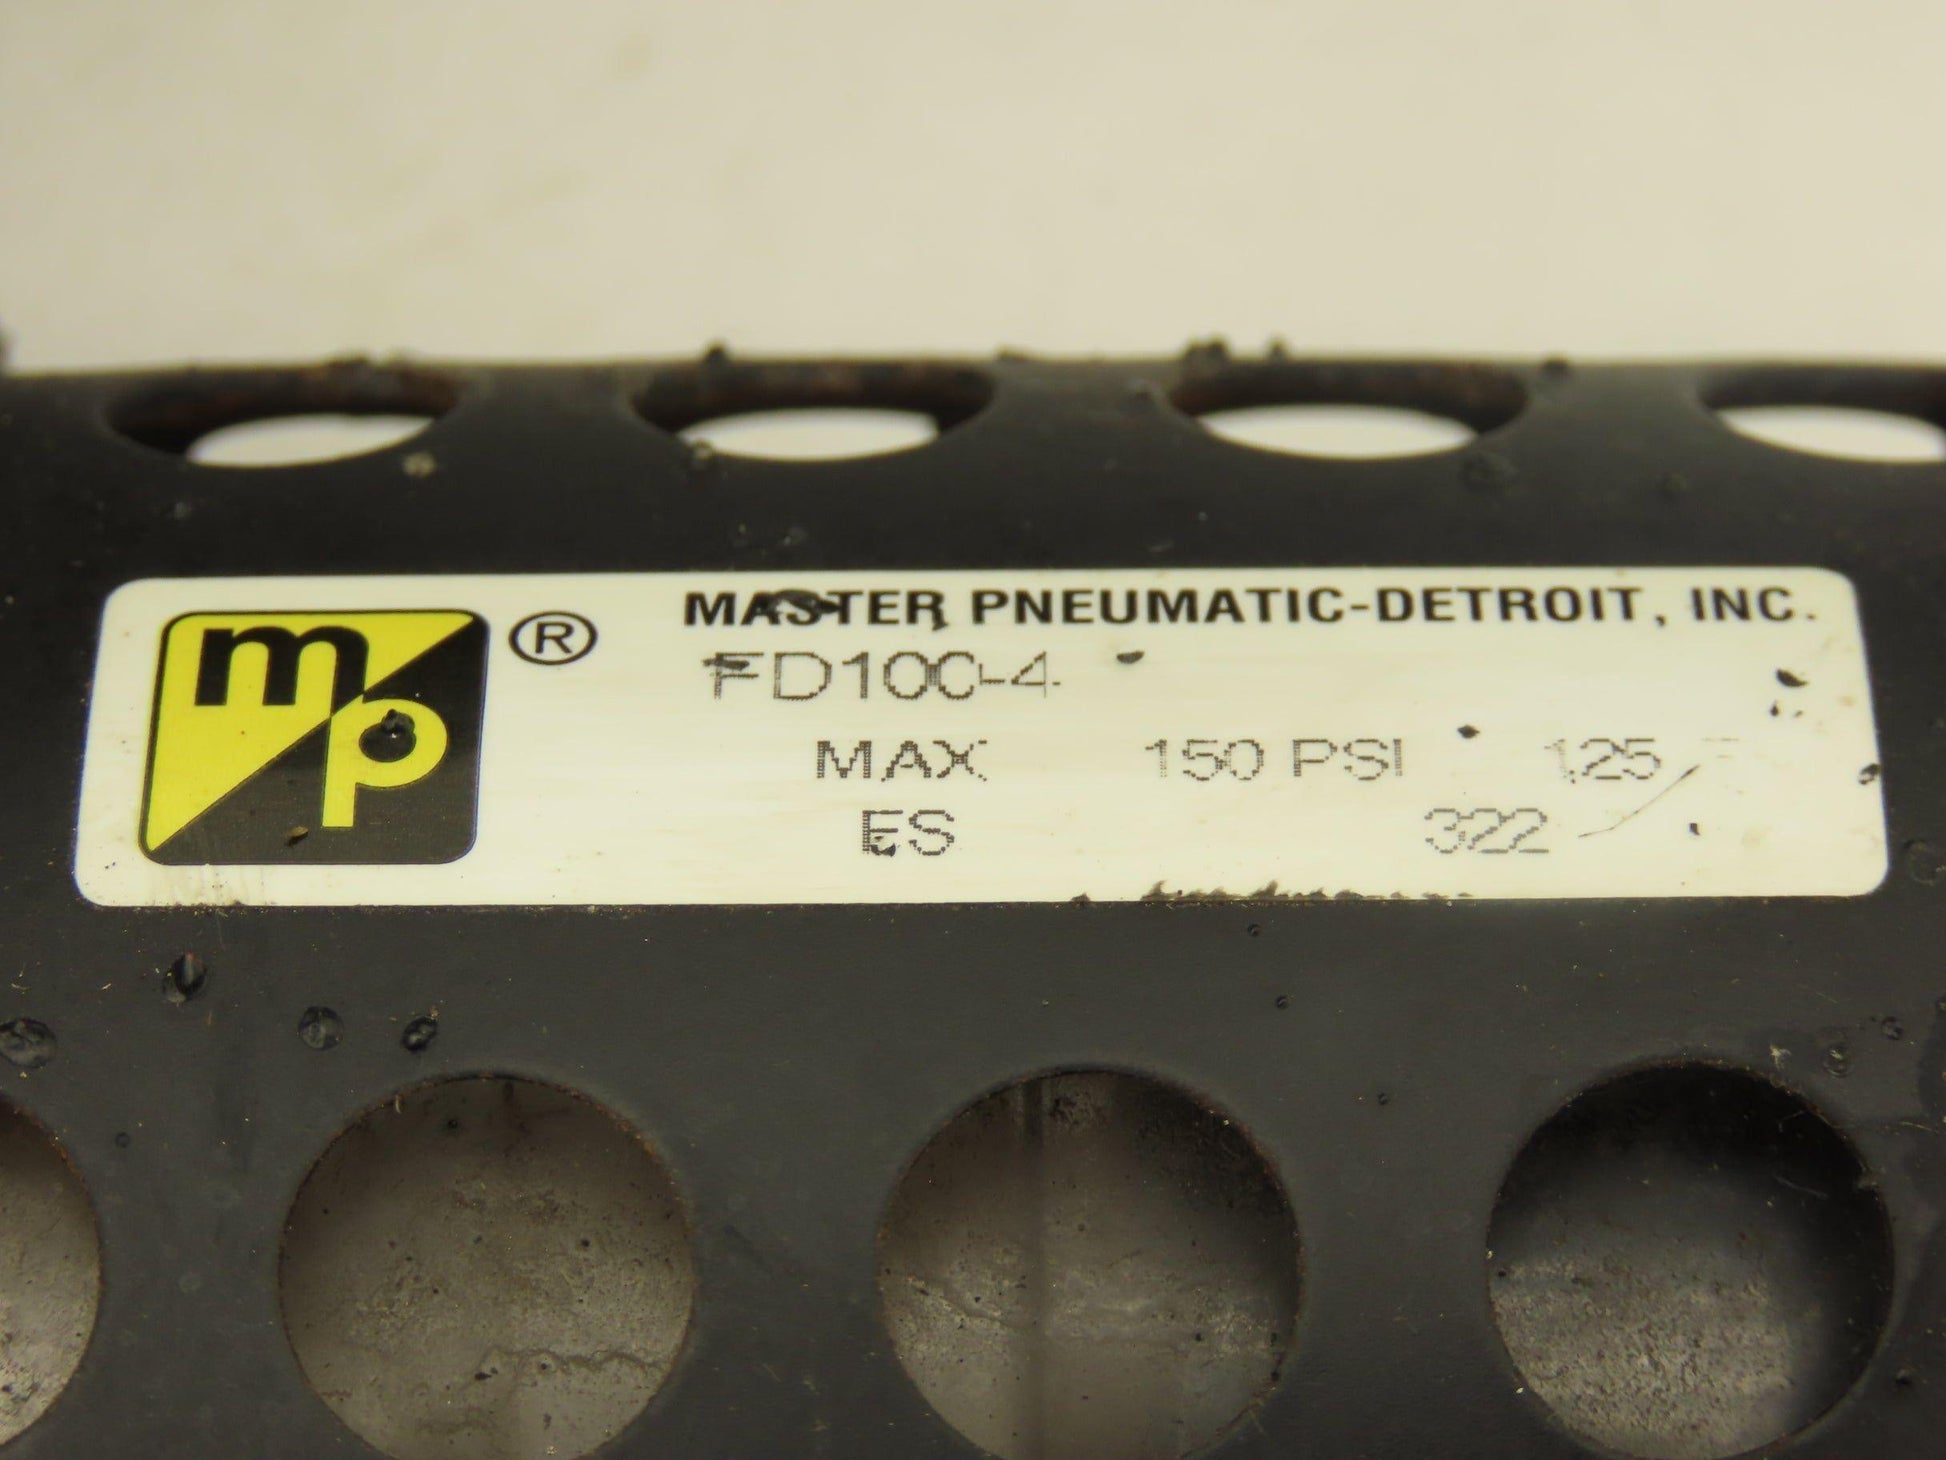 mp ® MASTER PNEUMATIC-DETROIT, INC.
FD100-4
MAX 150 PSI 125
ES 322